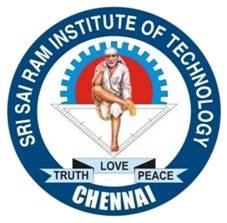 SRI SAI RAM INSTITUTE OF TECHNOLOGY
LOVE
TRUTH PEACE
CHENNAI